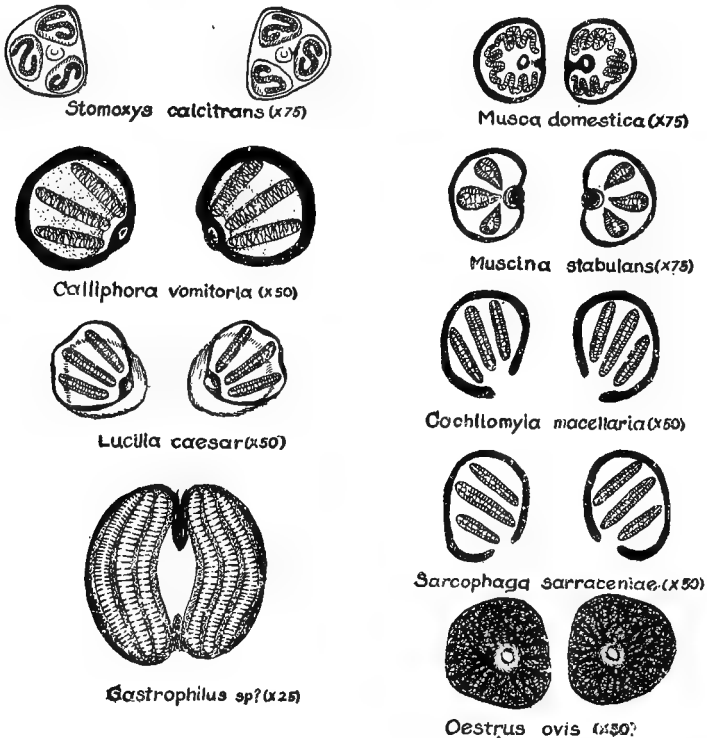 Stomoxys calcitrans (x75)
Musca domestica (x75)
Calliphora vomitoria (x50)
Muscina stabulans (x75)
Lucilia caesar (x50)
Cochliomyia macellaria (x50)
Sarcophaga sarraceniae. (x50)
Gastrophilus sp? (x25)
Oestrus ovis (x50)